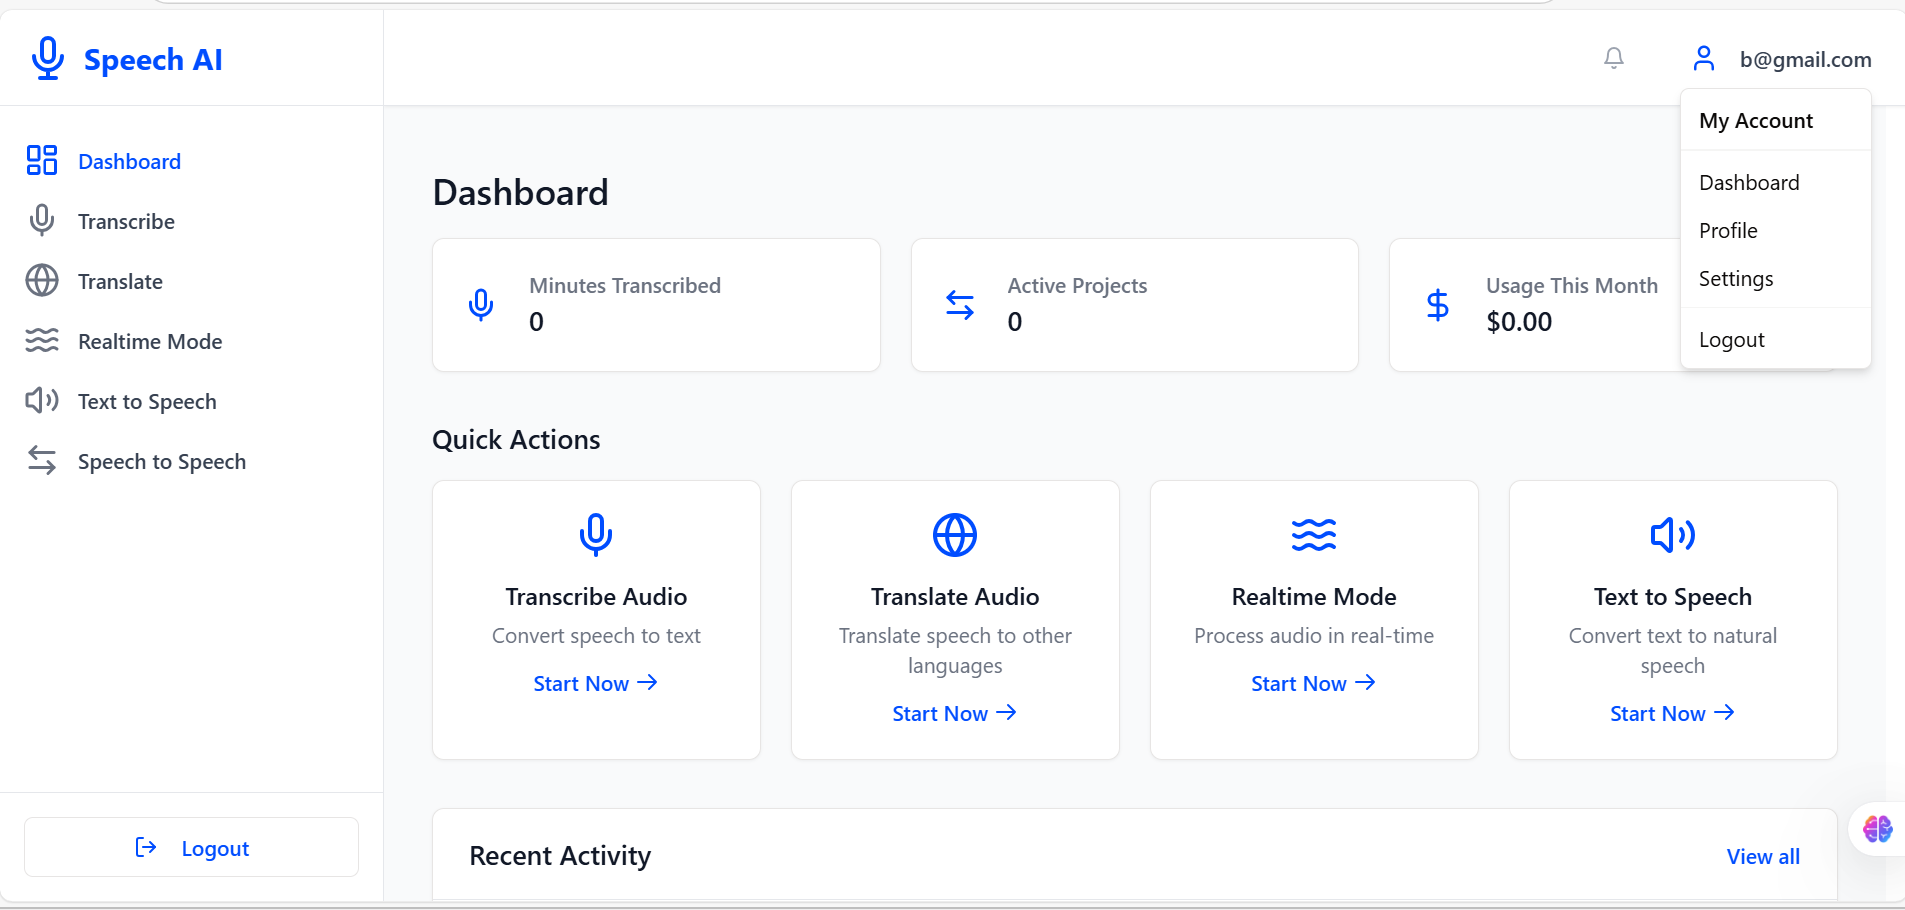 Speech AI
b@gmail.com
My Account
Dashboard
Profile
Settings
Logout
Dashboard
Transcribe
Translate
Realtime Mode
Text to Speech
Speech to Speech
Logout
Dashboard
Minutes Transcribed
0
Active Projects
0
Usage This Month
$0.00
Quick Actions
Transcribe Audio
Convert speech to text
Start Now
Translate Audio
Translate speech to other
languages
Start Now
Realtime Mode
Process audio in real-time
Start Now
Text to Speech
Convert text to natural
speech
Start Now
Recent Activity
View all